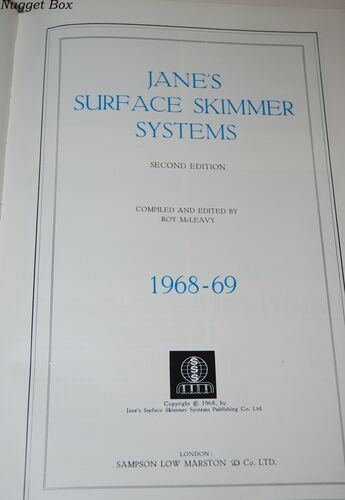 Nugget Box
JANE'S
SURFACE SKIMMER
SYSTEMS
SECOND EDITION
COMPILED AND EDITED BY
ROY McLEAVY
1968-69
SSS
Copyright © 1968, by
Jane's Surface Skimmer Systems Publishing Co. Ltd.
LONDON:
SAMPSON LOW MARSTON & Co. LTD.